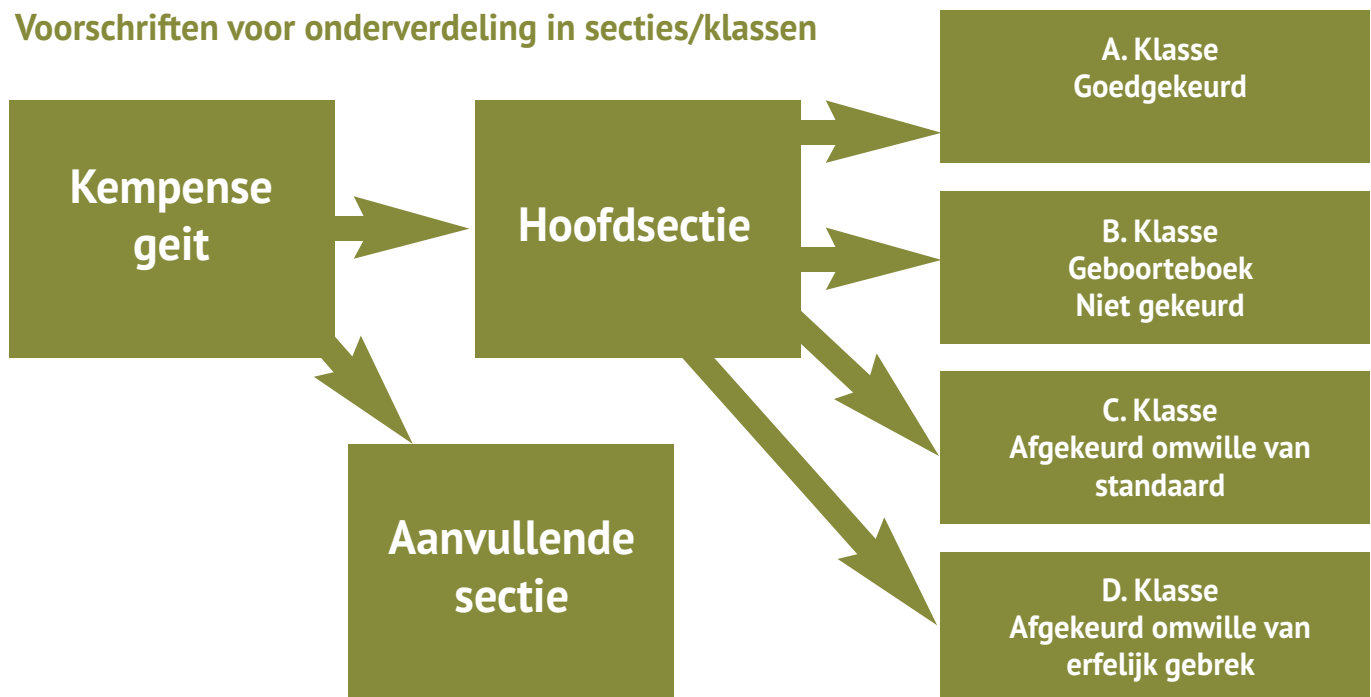 Voorschriften voor onderverdeling in secties/klassen
Kempense
geit
Hoofdsectie
Aanvullende
sectie
A. Klasse
Goedgekeurd
B. Klasse
Geboorteboek
Niet gekeurd
C. Klasse
Afgekeurd omwille van
standaard
D. Klasse
Afgekeurd omwille van
erfelijk gebrek